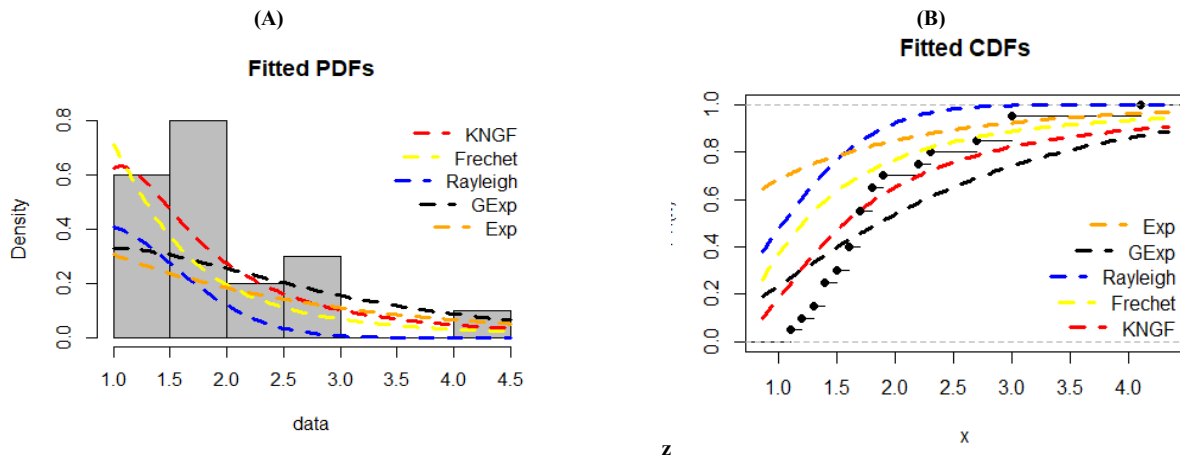 (A)
Fitted PDFs
Density
0.0 0.2 0.4 0.6 0.8
KNGF
Frechet
Rayleigh
GExp
Exp
1.0 1.5 2.0 2.5 3.0 3.5 4.0 4.5
data
(B)
Fitted CDFs
0.0 0.2 0.4 0.6 0.8 1.0
Exp
GExp
Rayleigh
Frechet
KNGF
1.0 1.5 2.0 2.5 3.0 3.5 4.0
x
z